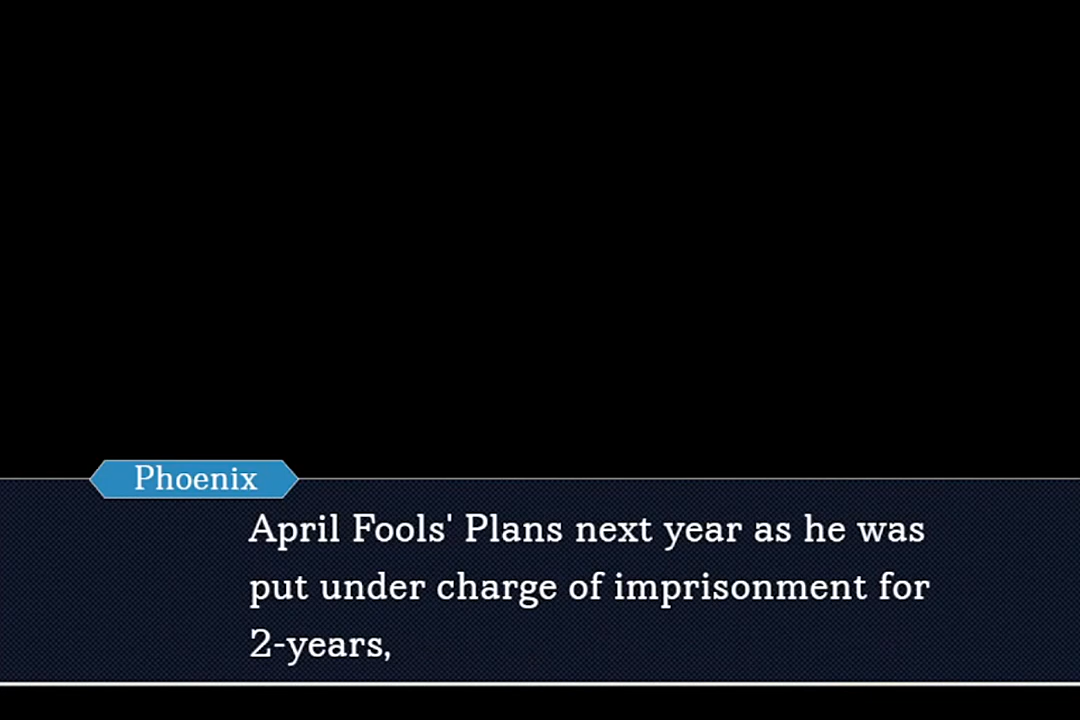 Phoenix
April Fools' Plans next year as he was
put under charge of imprisonment for
2-years,